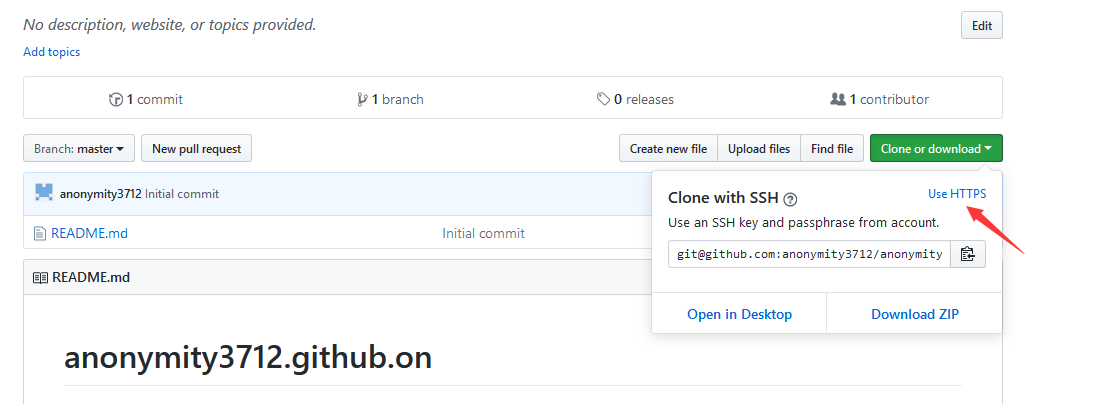 No description, website, or topics provided.
Edit
Add topics
1 commit
1 branch
0 releases
1 contributor
Branch: master
New pull request
Create new file
Upload files
Find file
Clone or download
anonymity3712 Initial commit
README.md
Initial commit
Clone with SSH
Use HTTPS
Use an SSH key and passphrase from account.
git@github.com:anonymity3712/anonymity
Open in Desktop
Download ZIP
README.md
anonymity3712.github.on